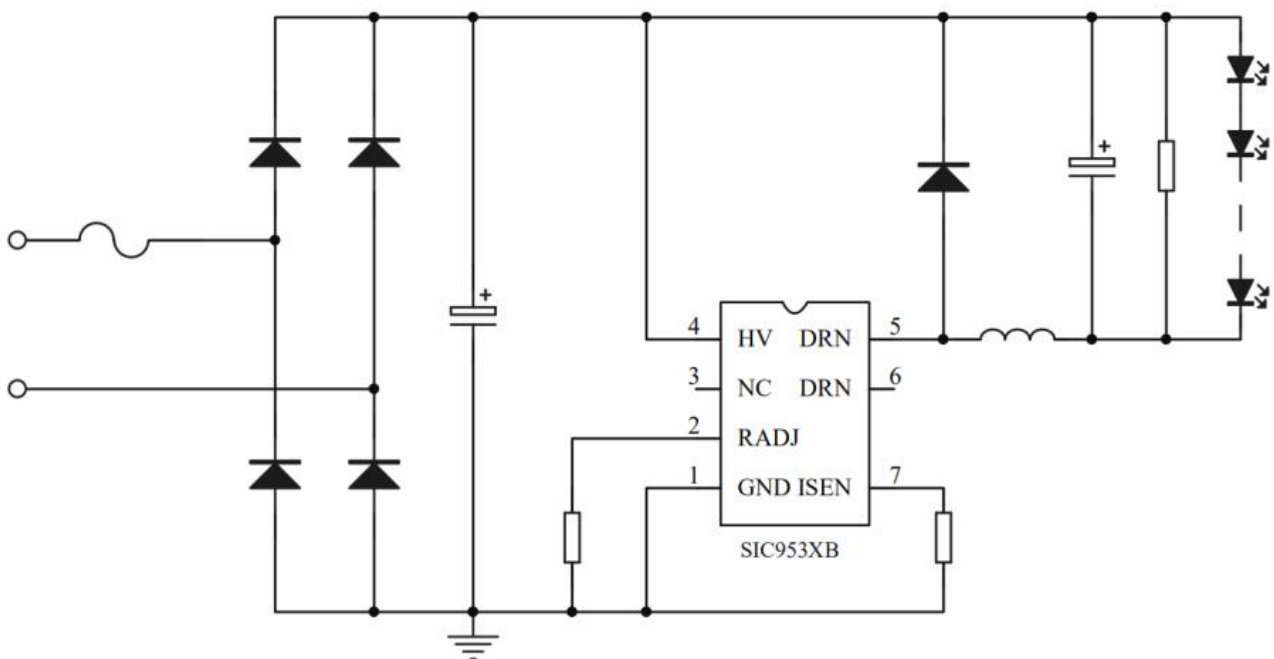 +
+
+
4 HV DRN 5
3 NC DRN 6
2 RADJ
1 GND ISEN 7
SIC953XB